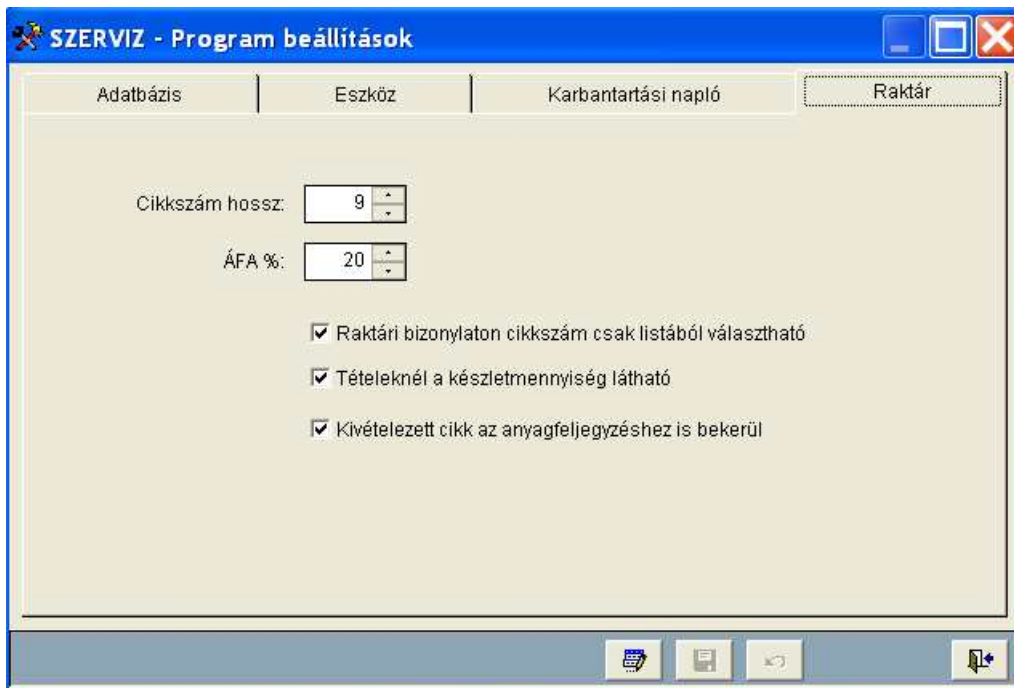 SZERVIZ - Program beállítások
Adatbázis Eszköz Karbantartási napló Raktár
Cikkszám hossz: 9
ÁFA %: 20
Raktári bizonylaton cikkszám csak listából választható
Tételeknél a készletmennyiség látható
Kivételezett cikk az anyagfeljegyzéshez is bekerül